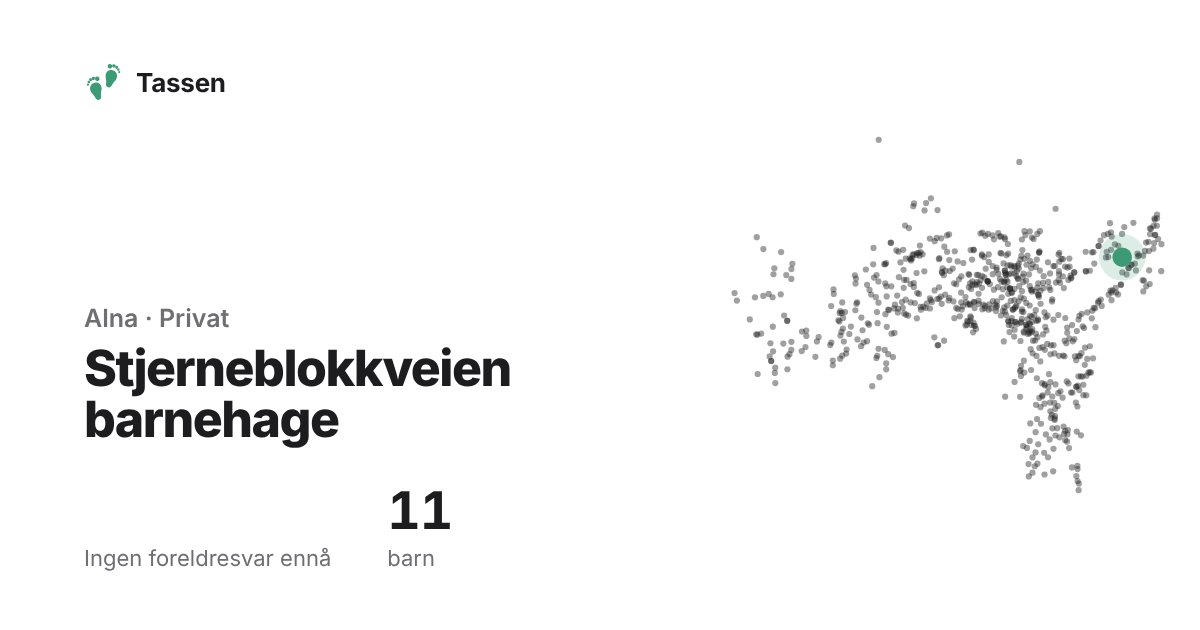 Tassen
Alna · Privat
Stjerneblokkveien
barnehage
Ingen foreldresvar ennå
11
barn